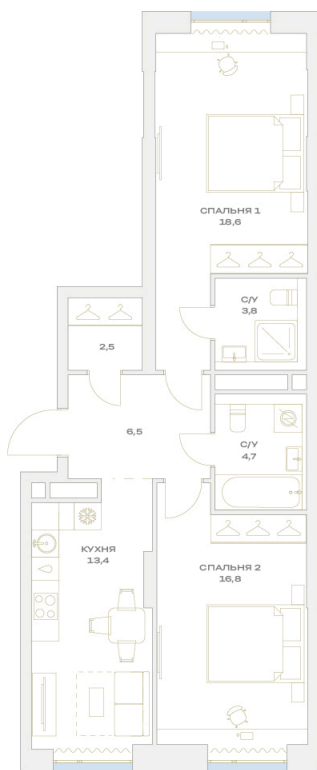 СПАЛЬНЯ 1
18,6
С/У
3,8
2,5
6,5
С/У
4,7
КУХНЯ
13,4
СПАЛЬНЯ 2
16,8